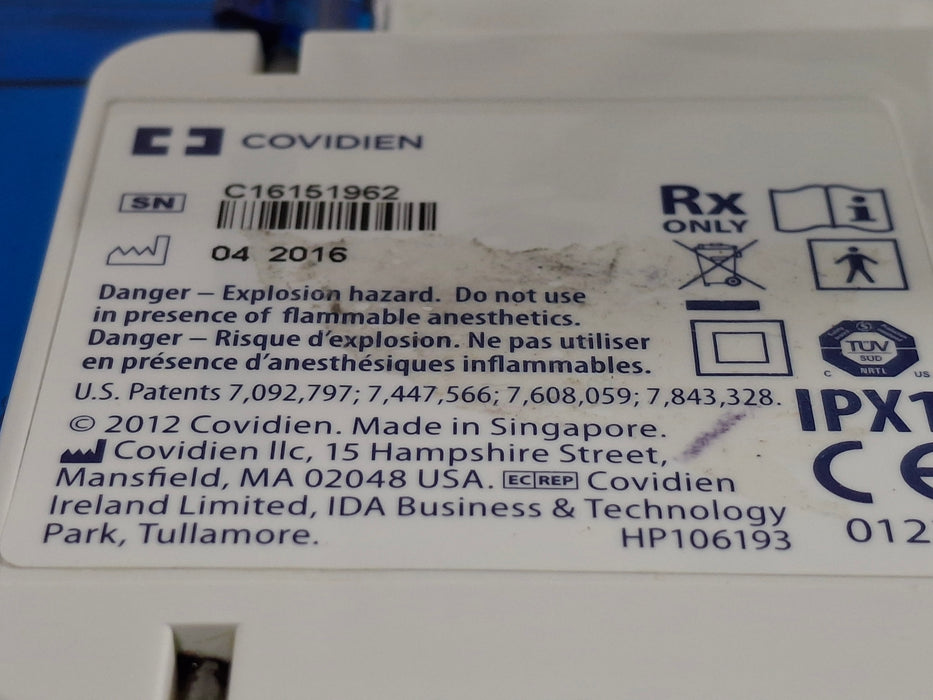 COVIDIEN
SN C16151962
04 2016
Rx
ONLY
Danger – Explosion hazard. Do not use
in presence of flammable anesthetics.
Danger – Risque d'explosion. Ne pas utiliser
en présence d'anesthésiques inflammables.
TÜV
SÜD
NRTL
C US
U.S. Patents 7,092,797; 7,447,566; 7,608,059; 7,843,328.
IPX1
© 2012 Covidien. Made in Singapore.
Covidien llc, 15 Hampshire Street,
Mansfield, MA 02048 USA. EC REP Covidien
Ireland Limited, IDA Business & Technology
Park, Tullamore.
HP106193
CE
012